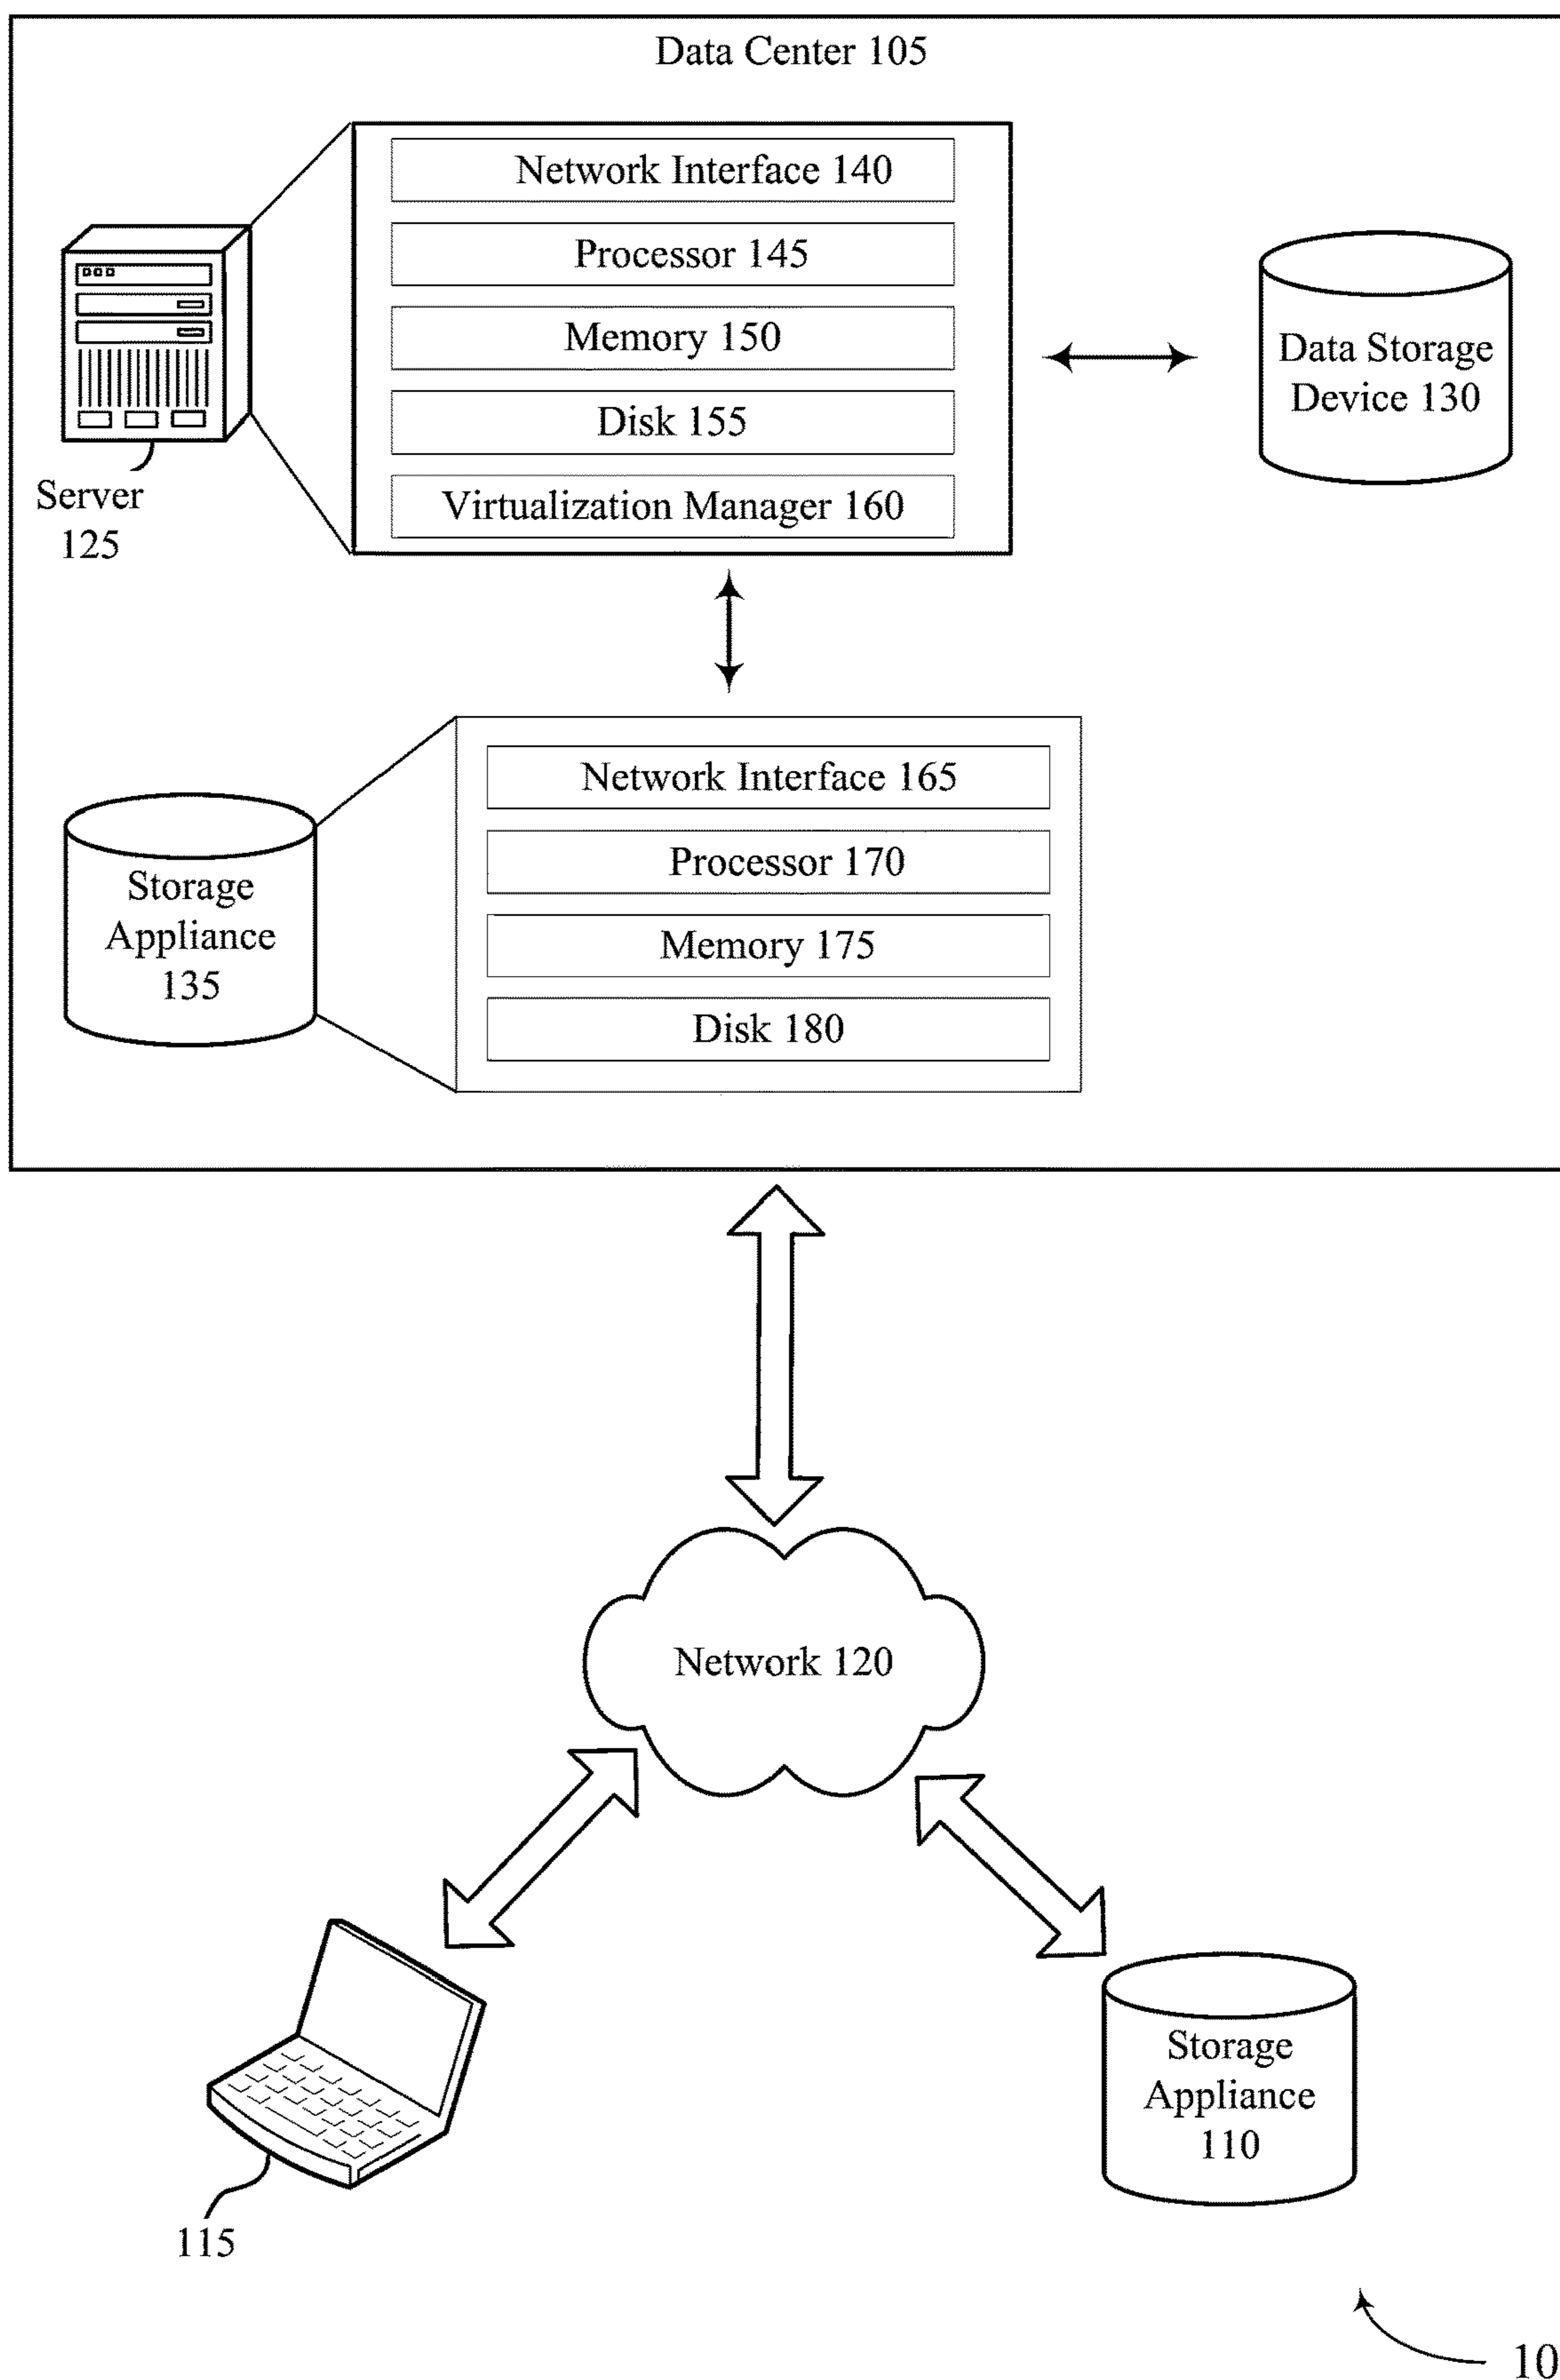 Data Center 105
Network Interface 140
Processor 145
Memory 150
Disk 155
Virtualization Manager 160
Server
125
Data Storage
Device 130
Network Interface 165
Processor 170
Memory 175
Disk 180
Storage
Appliance
135
Network 120
115
Storage
Appliance
110
10